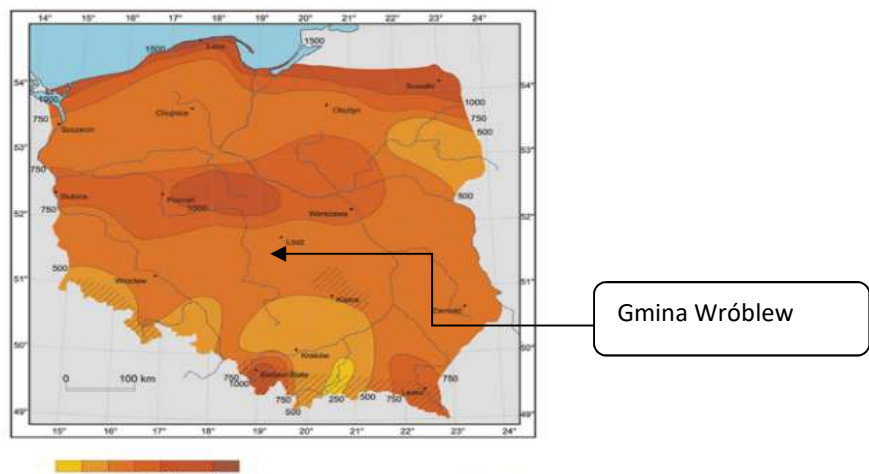 14° 15° 16° 17° 18° 19° 20° 21° 22° 23°
1500
Łeba
1500
54°
54°
Suwałki
1000
1000
750
Chojnice
Olsztyn
750
Szczecin
500
53°
53°
750
Słubice
Poznań
1000
500
750
52°
Warszawa
52°
Łódź
500
51°
Wrocław
51°
Kielce
Zamość
Gmina Wróblew
50°
Kraków
50°
0 100 km
750
Bielsko-Biała
1000
Lesko
750
750
500
250
500
750
49°
500
49°
15° 16° 17° 18° 19° 20° 21° 22° 23° 24°